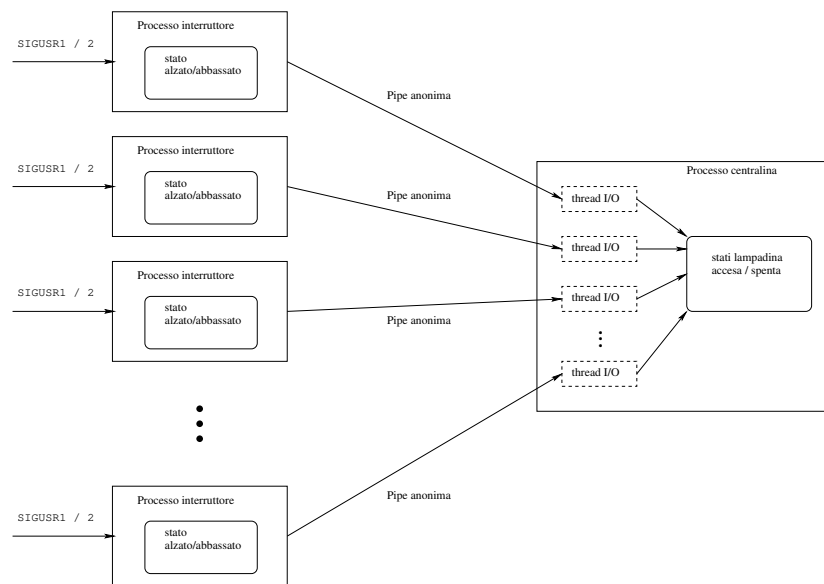 Processo interruttore
SIGUSR1 / 2
stato
alzato/abbassato
Pipe anonima
Processo interruttore
SIGUSR1 / 2
stato
alzato/abbassato
Pipe anonima
Processo centralina
thread I/O
thread I/O
stati lampadina
accesa / spenta
Processo interruttore
SIGUSR1 / 2
stato
alzato/abbassato
thread I/O
Pipe anonima
thread I/O
Processo interruttore
SIGUSR1 / 2
stato
alzato/abbassato
Pipe anonima